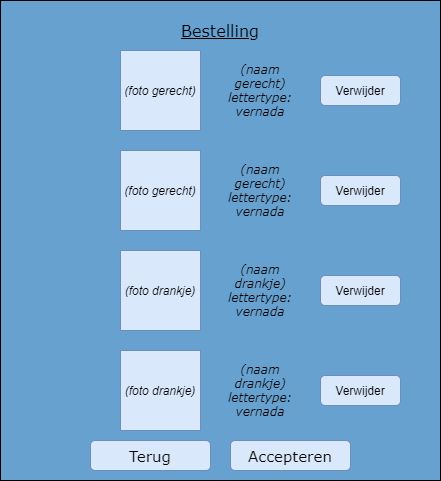 Bestelling
(foto gerecht)
(naam
gerecht)
lettertype:
vernada
Verwijder
(foto gerecht)
(naam
gerecht)
lettertype:
vernada
Verwijder
(foto drankje)
(naam
drankje)
lettertype:
vernada
Verwijder
(foto drankje)
(naam
drankje)
lettertype:
vernada
Verwijder
Terug
Accepteren